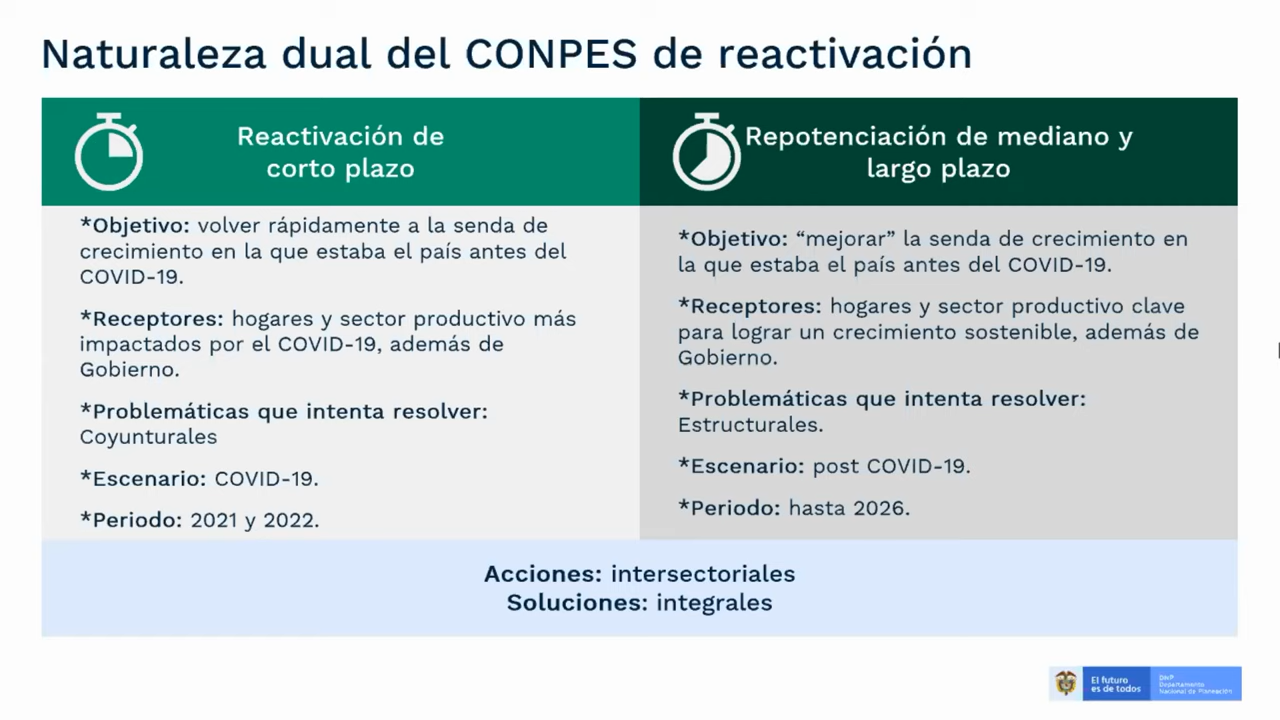 Naturaleza dual del CONPES de reactivación
Reactivación de
corto plazo
*Objetivo: volver rápidamente a la senda de
crecimiento en la que estaba el país antes del
COVID-19.
*Receptores: hogares y sector productivo más
impactados por el COVID-19, además de
Gobierno.
*Problemáticas que intenta resolver:
Coyunturales
*Escenario: COVID-19.
*Periodo: 2021 y 2022.
Repotenciación de mediano y
largo plazo
*Objetivo: “mejorar” la senda de crecimiento en
la que estaba el país antes del COVID-19.
*Receptores: hogares y sector productivo clave
para lograr un crecimiento sostenible, además de
Gobierno.
*Problemáticas que intenta resolver:
Estructurales.
*Escenario: post COVID-19.
*Periodo: hasta 2026.
Acciones: intersectoriales
Soluciones: integrales
El futuro
es de todos
DNP
Departamento
Nacional de Planeación